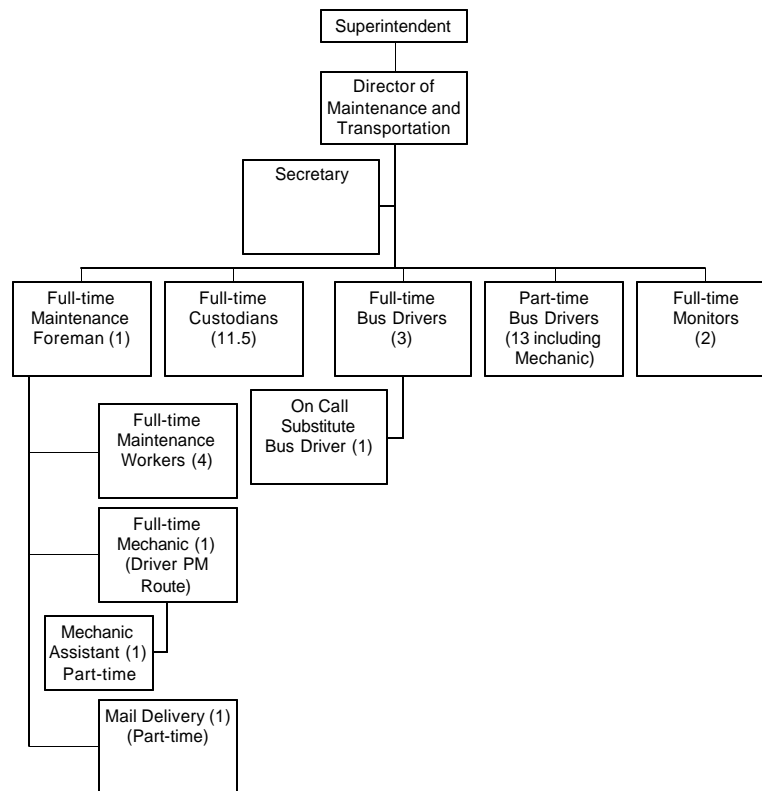 Superintendent
Director of
Maintenance and
Transportation
Secretary
Full-time
Maintenance
Foreman (1)
Full-time
Custodians
(11.5)
Full-time
Bus Drivers
(3)
Part-time
Bus Drivers
(13 including
Mechanic)
Full-time
Monitors
(2)
Full-time
Maintenance
Workers (4)
On Call
Substitute
Bus Driver (1)
Full-time
Mechanic (1)
(Driver PM
Route)
Mechanic
Assistant (1)
Part-time
Mail Delivery (1)
(Part-time)